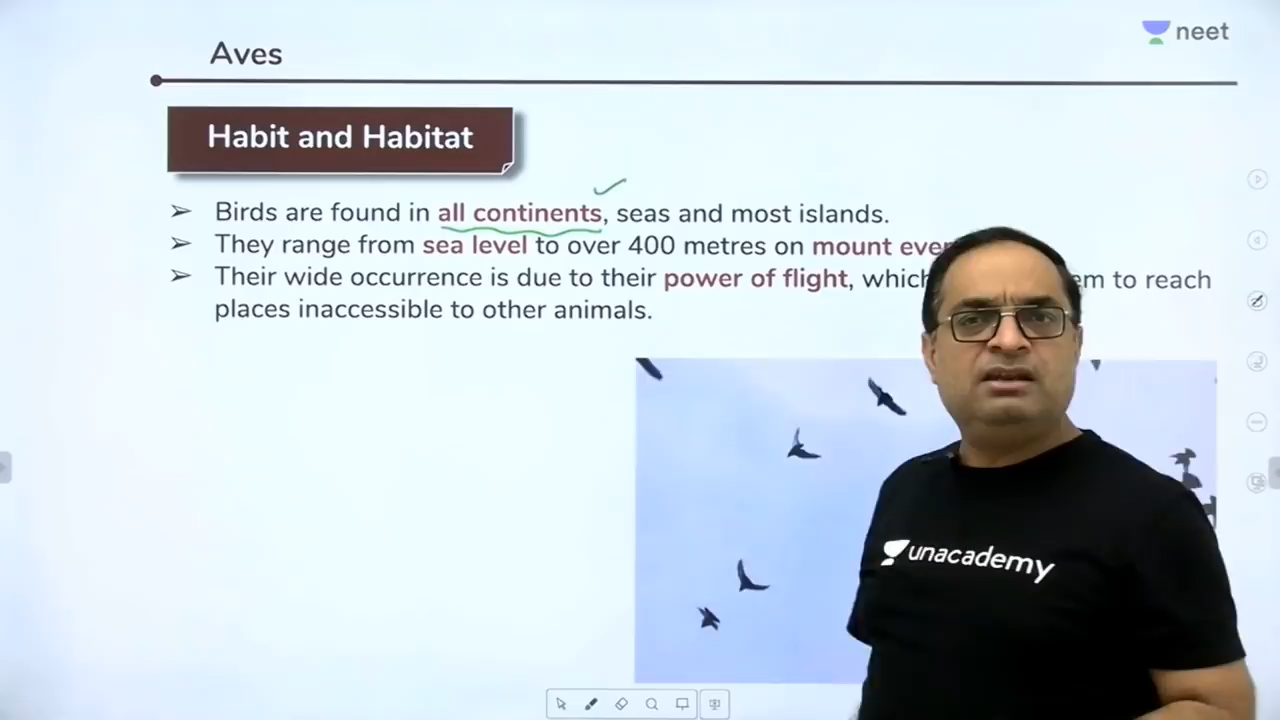 Aves
neet
Habit and Habitat
Birds are found in all continents, seas and most islands.
They range from sea level to over 400 metres on mount
Their wide occurrence is due to their power of flight, which to reach
places inaccessible to other animals.
unacademy